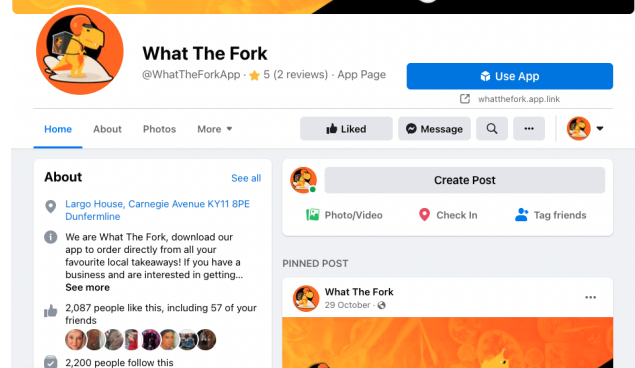 What The Fork
@WhatTheForkApp · 5 (2 reviews) · App Page
Use App
whatthefork.app.link
Home About Photos More
Liked Message
About See all
Largo House, Carnegie Avenue KY11 8PE
Dunfermline
We are What The Fork, download our
app to order directly from all your
favourite local takeaways! If you have a
business and are interested in getting...
See more
2,087 people like this, including 57 of your
friends
2,200 people follow this
Create Post
Photo/Video Check In Tag friends
PINNED POST
What The Fork
29 October ·